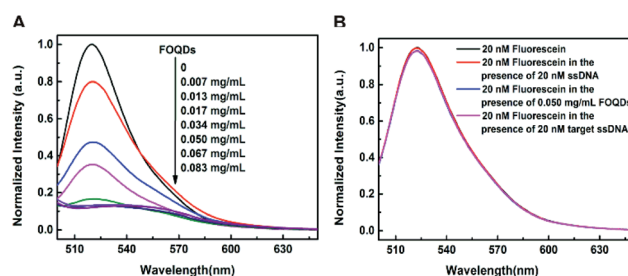 A
FOQDs
0
0.007 mg/mL
0.013 mg/mL
0.017 mg/mL
0.034 mg/mL
0.050 mg/mL
0.067 mg/mL
0.083 mg/mL
Normalized Intensity (a.u.)
1.0
0.8
0.6
0.4
0.2
0.0
510 540 570 600 630
Wavelength(nm)
B
20 nM Fluorescein
20 nM Fluorescein in the
presence of 20 nM ssDNA
20 nM Fluorescein in the
presence of 0.050 mg/mL FOQDs
20 nM Fluorescein in the
presence of 20 nM target ssDNA
Normalized Intensity (a.u.)
1.0
0.8
0.6
0.4
0.2
0.0
510 540 570 600 630
Wavelength(nm)